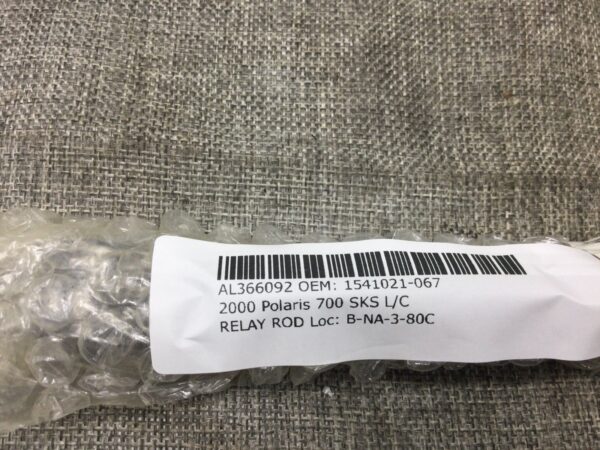 AL366092 OEM: 1541021-067
2000 Polaris 700 SKS L/C
RELAY ROD Loc: B-NA-3-80C